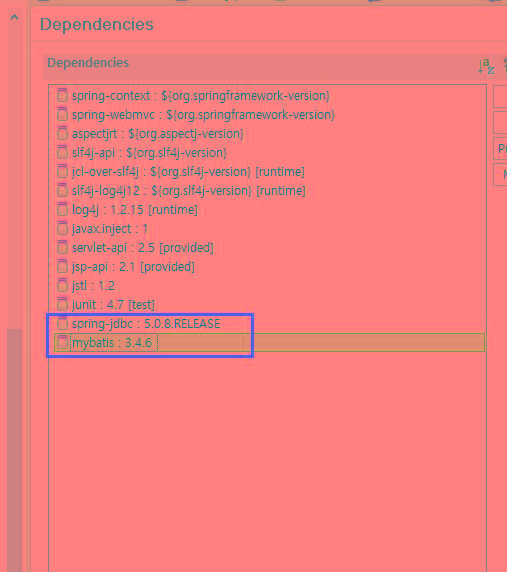 Dependencies
Dependencies
spring-context : ${org.springframework-version}
spring-webmvc : ${org.springframework-version}
aspectjrt : ${org.aspectj-version}
slf4j-api : ${org.slf4j-version}
jcl-over-slf4j : ${org.slf4j-version} [runtime]
slf4j-log4j12 : ${org.slf4j-version} [runtime]
log4j : 1.2.15 [runtime]
javax.inject : 1
servlet-api : 2.5 [provided]
jsp-api : 2.1 [provided]
jstl : 1.2
junit : 4.7 [test]
spring-jdbc : 5.0.8.RELEASE
mybatis : 3.4.6